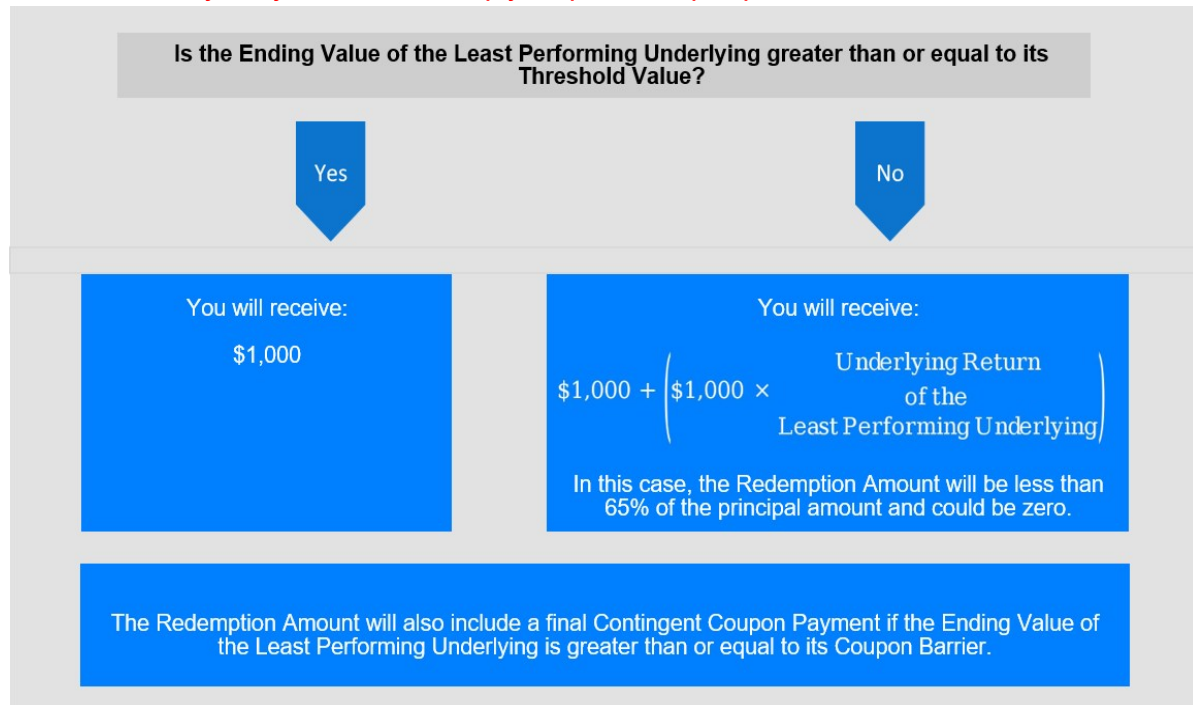 Is the Ending Value of the Least Performing Underlying greater than or equal to its
Threshold Value?
Yes
No
You will receive:
$1,000
You will receive:
$1,000 + ($1,000 × Underlying Return
of the
Least Performing Underlying)
In this case, the Redemption Amount will be less than
65% of the principal amount and could be zero.
The Redemption Amount will also include a final Contingent Coupon Payment if the Ending Value of
the Least Performing Underlying is greater than or equal to its Coupon Barrier.